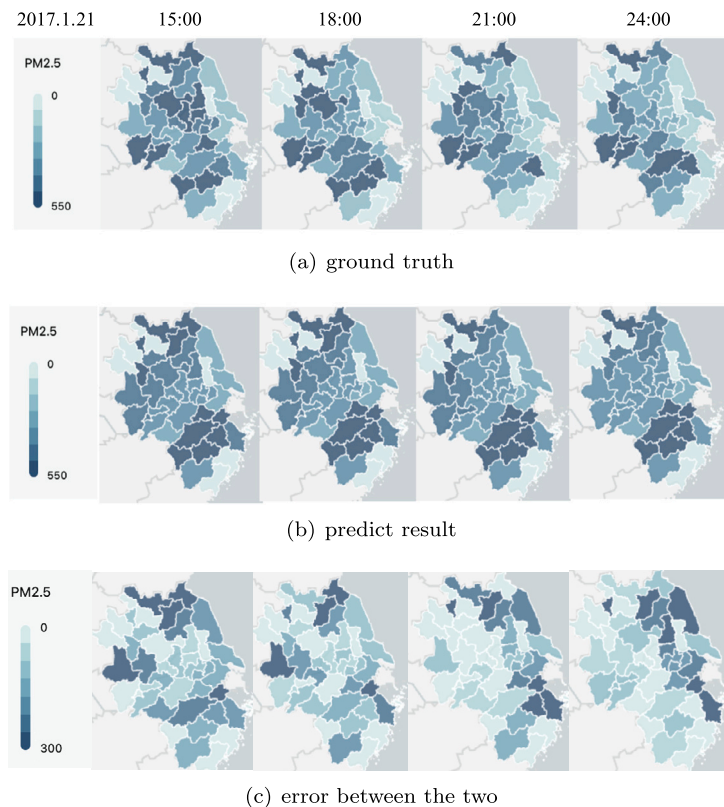 2017.1.21 15:00 18:00 21:00 24:00
PM2.5
0
550
(a) ground truth
PM2.5
0
550
(b) predict result
PM2.5
0
300
(c) error between the two